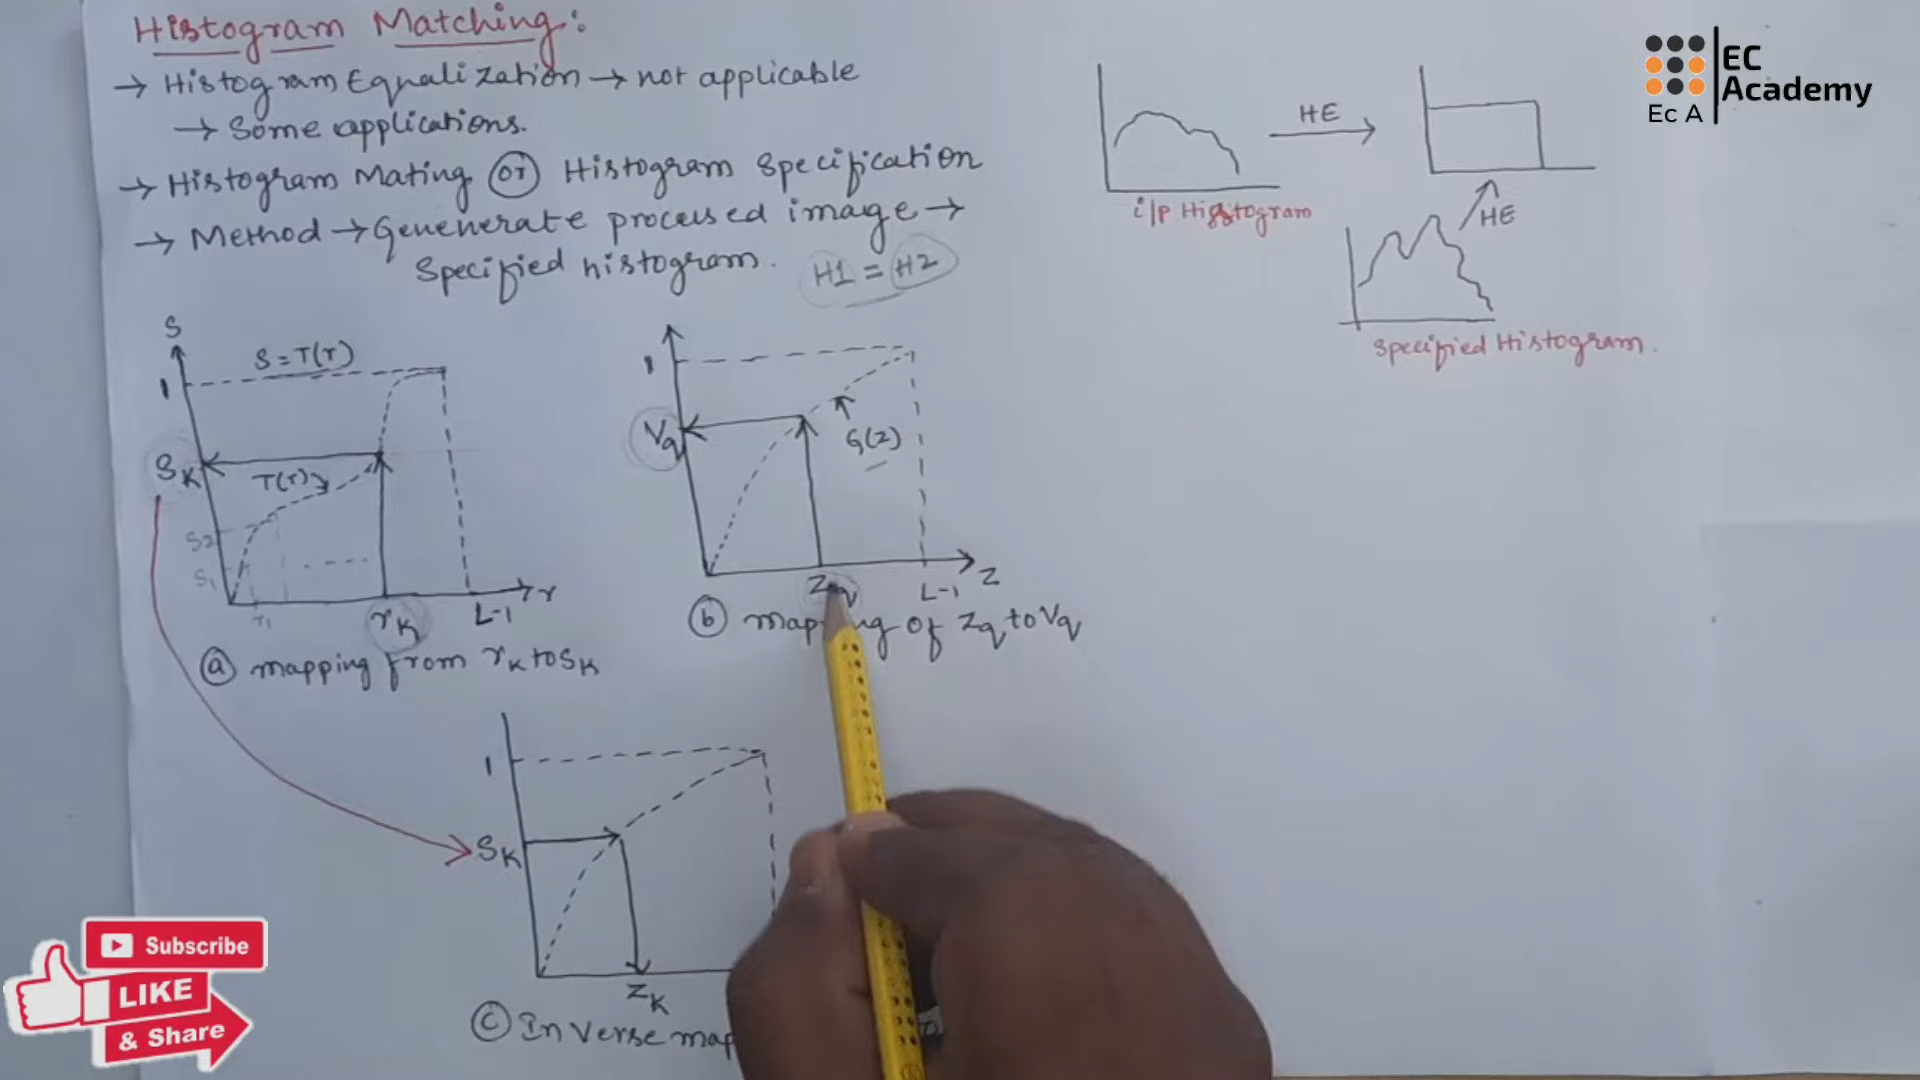 Histogram Matching:
→ Histogram Equalization → not applicable
→ Some applications.
→ Histogram Mating or Histogram Specification
→ Method → Genenerate processed image →
Specified histogram. H1 = H2
i/p Histogram
HE
HE
Specified Histogram.
EC
Academy
Ec A
S
1
S = T(r)
SK
T(r)
S2
S1
r1
rK
L-1
r
ⓐ mapping from rK to SK
1
Vq
G(z)
Zq
L-1
Z
ⓑ mapping of Zq to Vq
1
SK
ZK
ⓒ Inverse map
Subscribe
LIKE
& Share